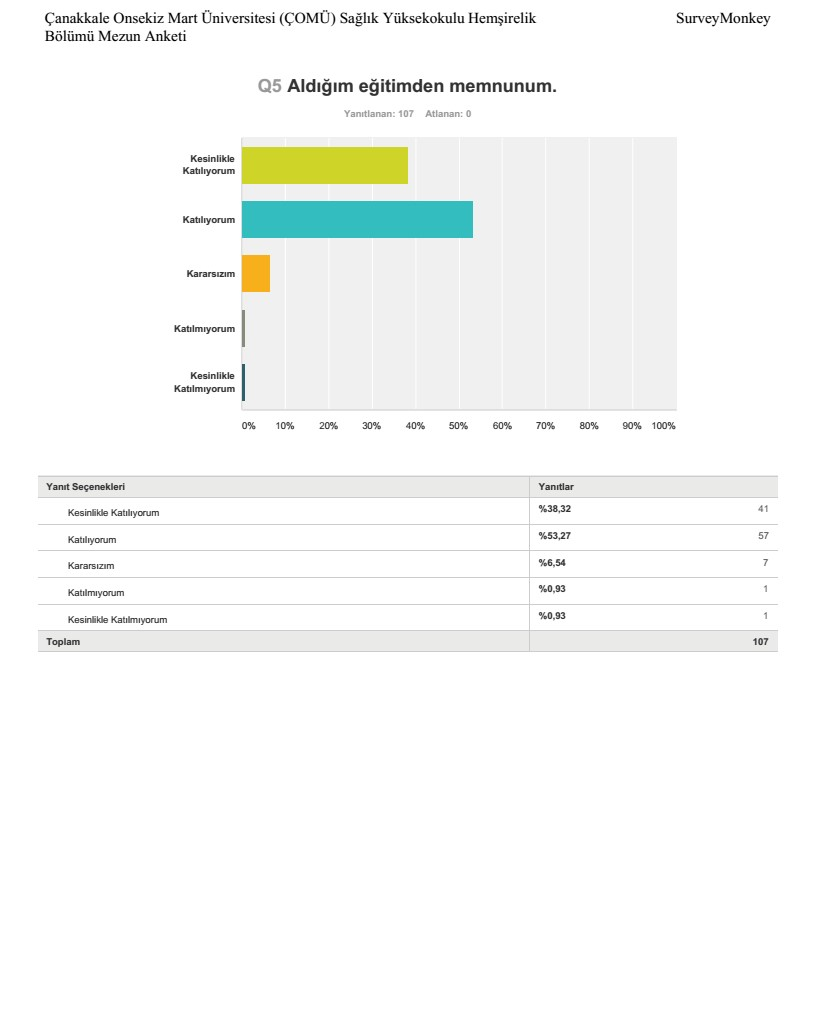 Çanakkale Onsekiz Mart Üniversitesi (ÇOMÜ) Sağlık Yüksekokulu Hemşirelik
Bölümü Mezun Anketi
SurveyMonkey
Q5 Aldığım eğitimden memnunum.
Yanıtlanan: 107 Atlanan: 0
Kesinlikle
Katılıyorum
Katılıyorum
Kararsızım
Katılmıyorum
Kesinlikle
Katılmıyorum
0% 10% 20% 30% 40% 50% 60% 70% 80% 90% 100%
Yanıt Seçenekleri Yanıtlar
Kesinlikle Katılıyorum %38,32 41
Katılıyorum %53,27 57
Kararsızım %6,54 7
Katılmıyorum %0,93 1
Kesinlikle Katılmıyorum %0,93 1
Toplam 107